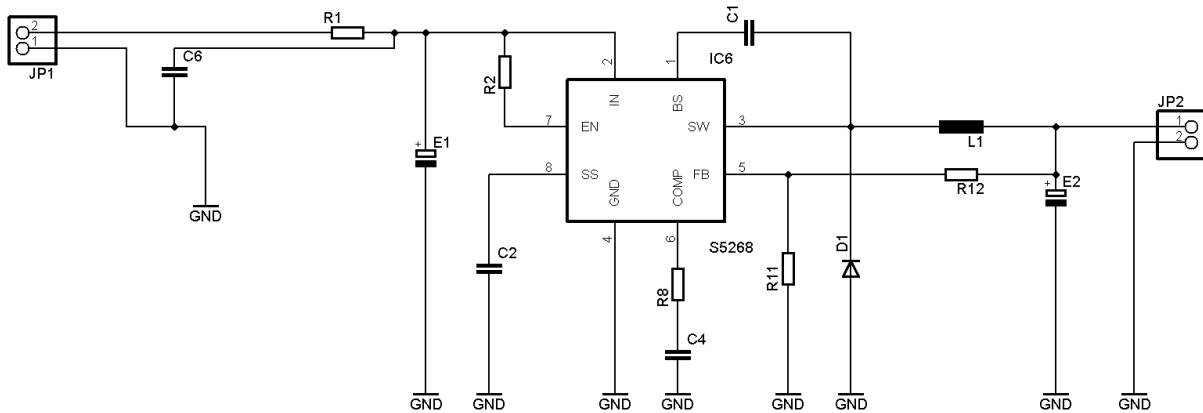 R1
C1
2
1
JP1
C6
R2
2
1
IC6
IN
BS
JP2
7
EN
SW
3
L1
1
2
+
E1
8
SS
FB
5
R12
+
E2
GND
GND
COMP
4
6
S5268
C2
R8
R11
D1
C4
GND
GND
GND
GND
GND
GND
GND
GND